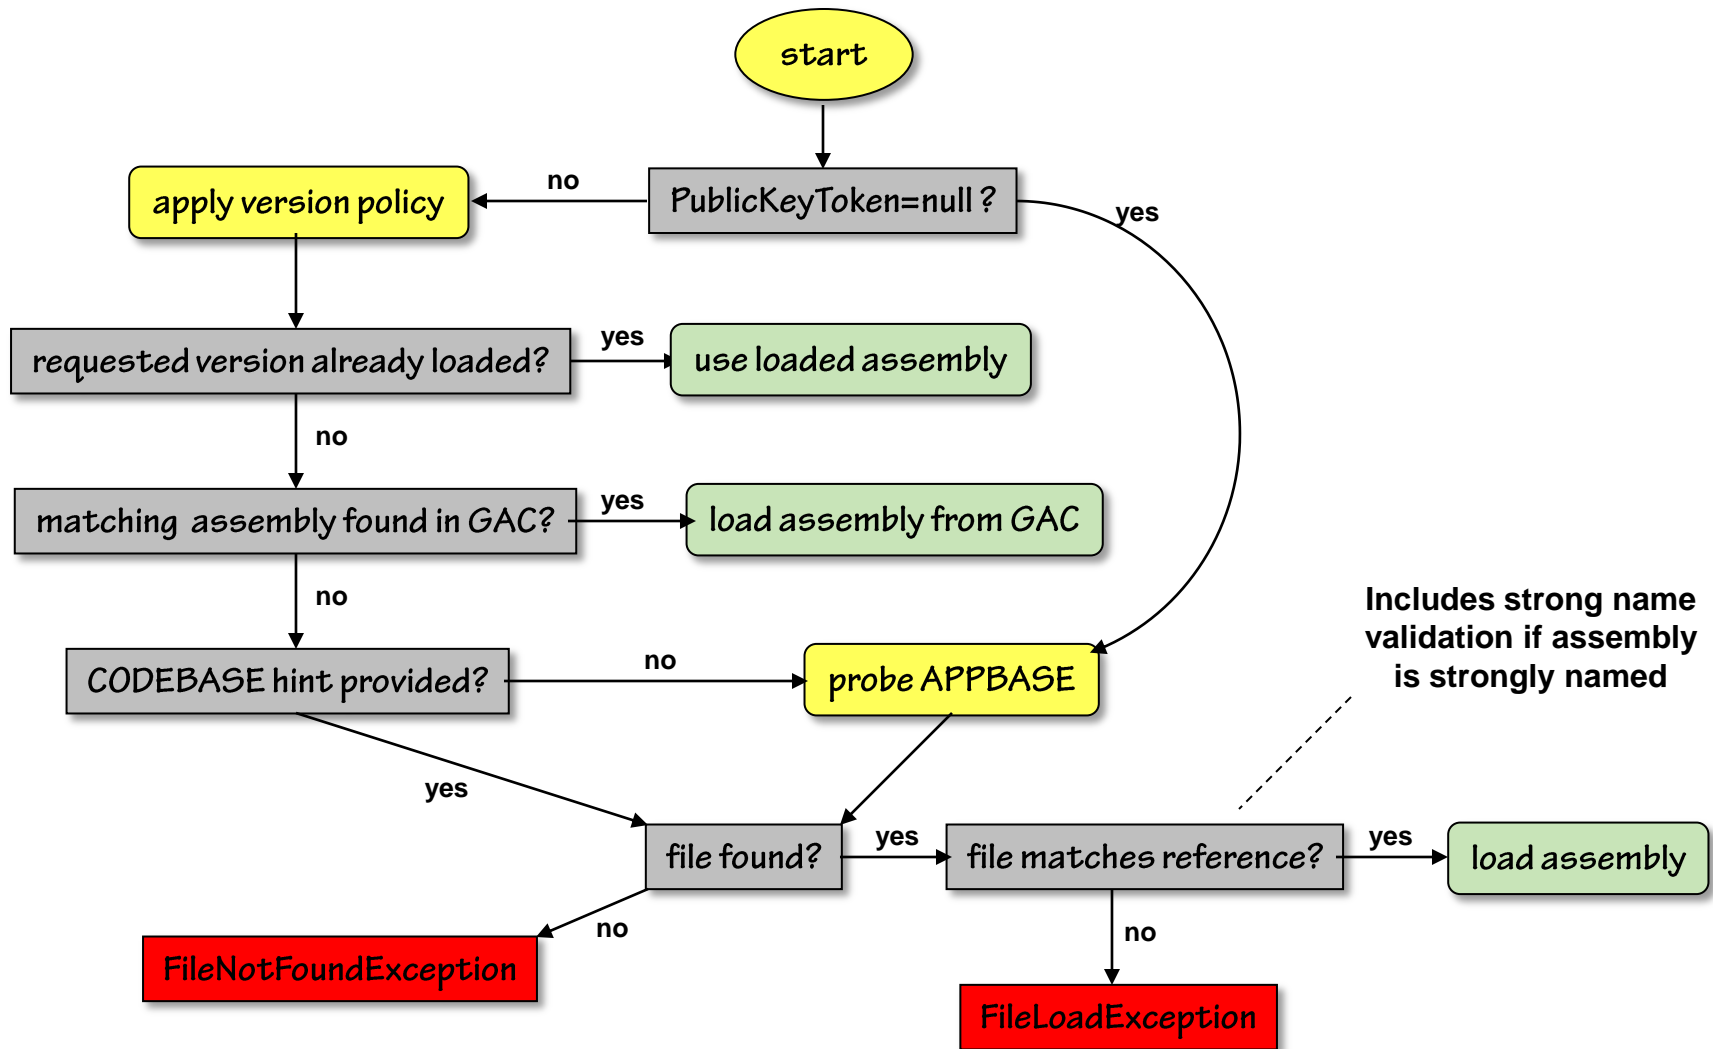 start
no
PublicKeyToken=null ?
yes
apply version policy
requested version already loaded?
yes
use loaded assembly
no
matching assembly found in GAC?
yes
load assembly from GAC
no
Includes strong name
validation if assembly
is strongly named
CODEBASE hint provided?
no
probe APPBASE
yes
file found?
yes
file matches reference?
yes
load assembly
no
no
FileNotFoundException
FileLoadException